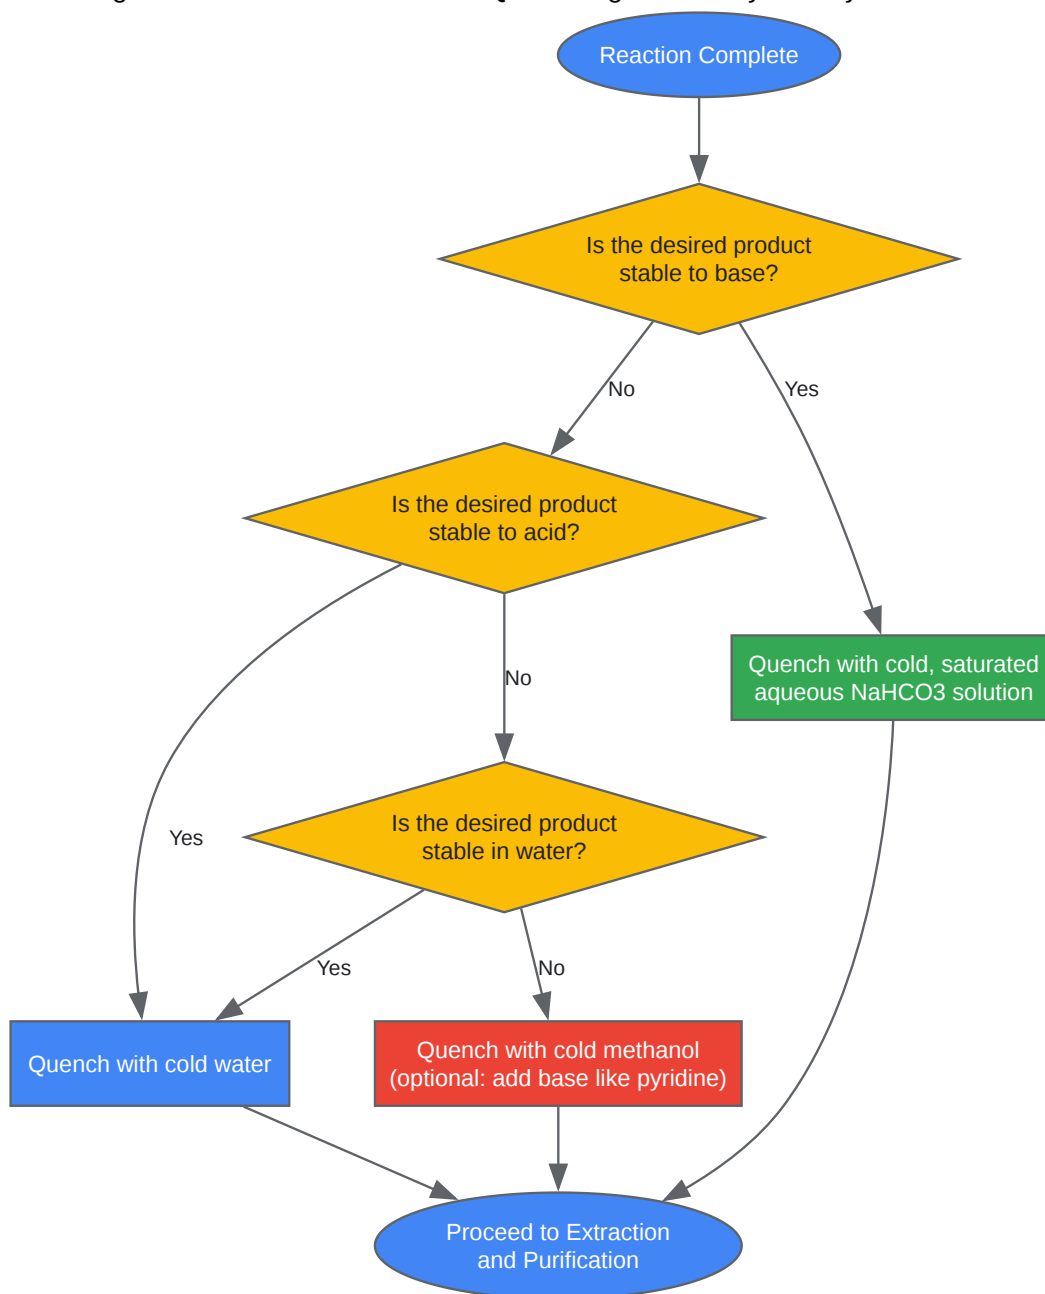 Reaction Complete
Is the desired product
stable to base?
No
Yes
Is the desired product
stable to acid?
No
Quench with cold, saturated
aqueous NaHCO3 solution
Yes
Is the desired product
stable in water?
Yes
No
Quench with cold water
Quench with cold methanol
(optional: add base like pyridine)
Proceed to Extraction
and Purification